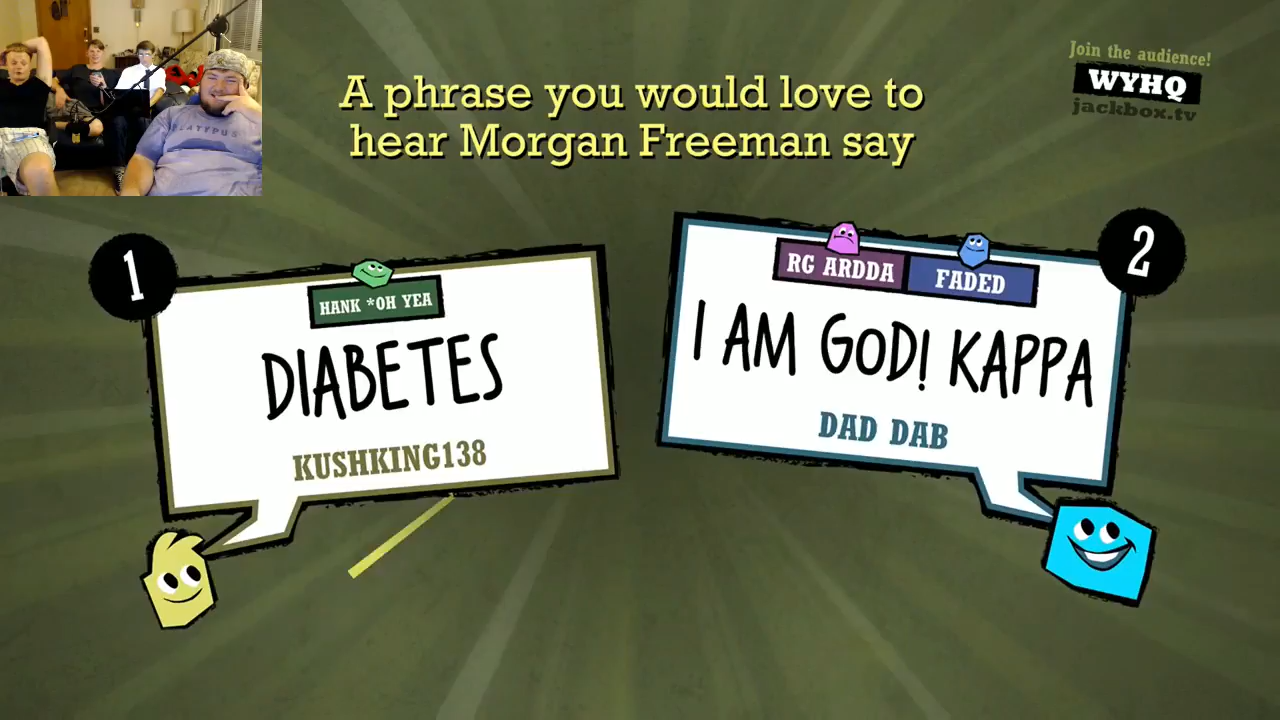 Join the audience!
WYHQ
jackbox.tv
A phrase you would love to
hear Morgan Freeman say
1
HANK *OH YEA
DIABETES
KUSHKING138
2
RG ARDDA
FADED
I AM GOD! KAPPA
DAD DAB
PLATYPUS